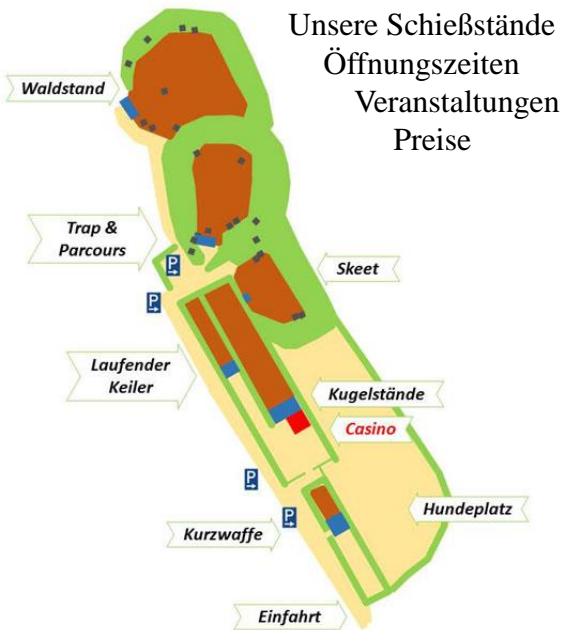 Unsere Schießstände
Öffnungszeiten
Veranstaltungen
Preise
Waldstand
Trap &
Parcours
P
Skeet
P
Laufender
Keiler
Kugelstände
Casino
P
Hundeplatz
P
Kurzwaffe
Einfahrt